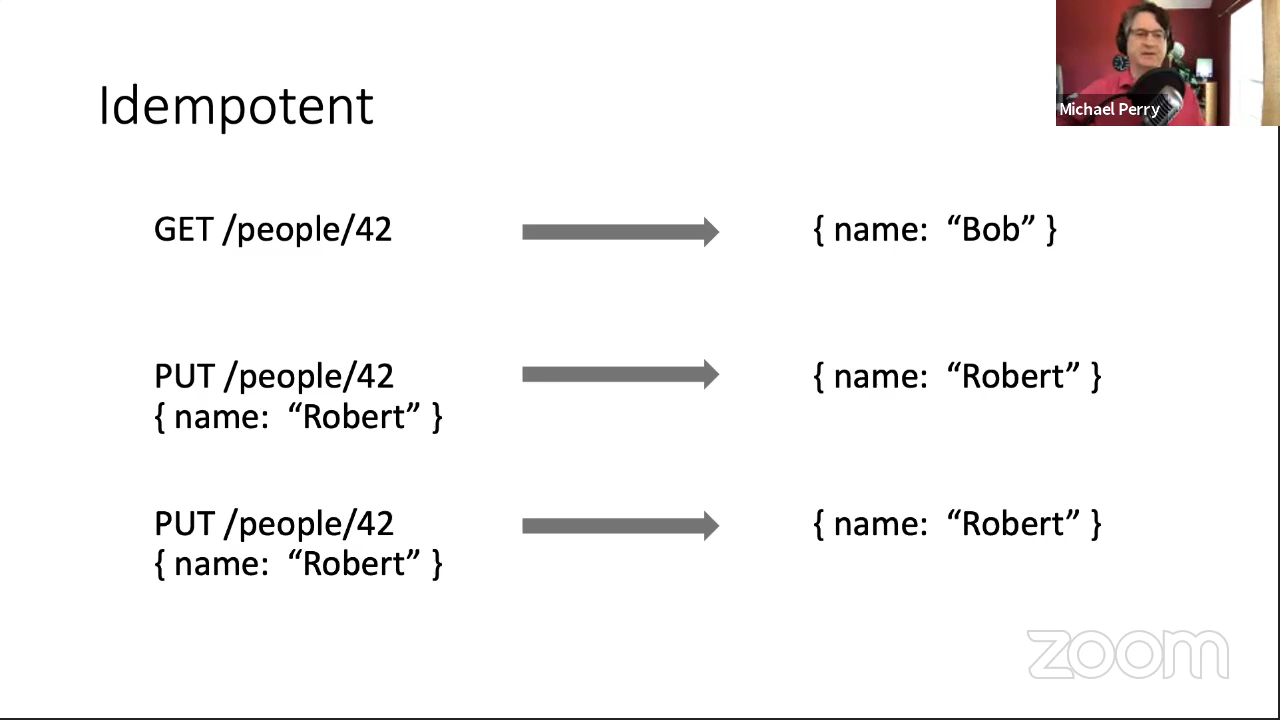 Michael Perry
Idempotent
GET /people/42
{ name: “Bob” }
PUT /people/42
{ name: “Robert” }
{ name: “Robert” }
PUT /people/42
{ name: “Robert” }
{ name: “Robert” }
zoom